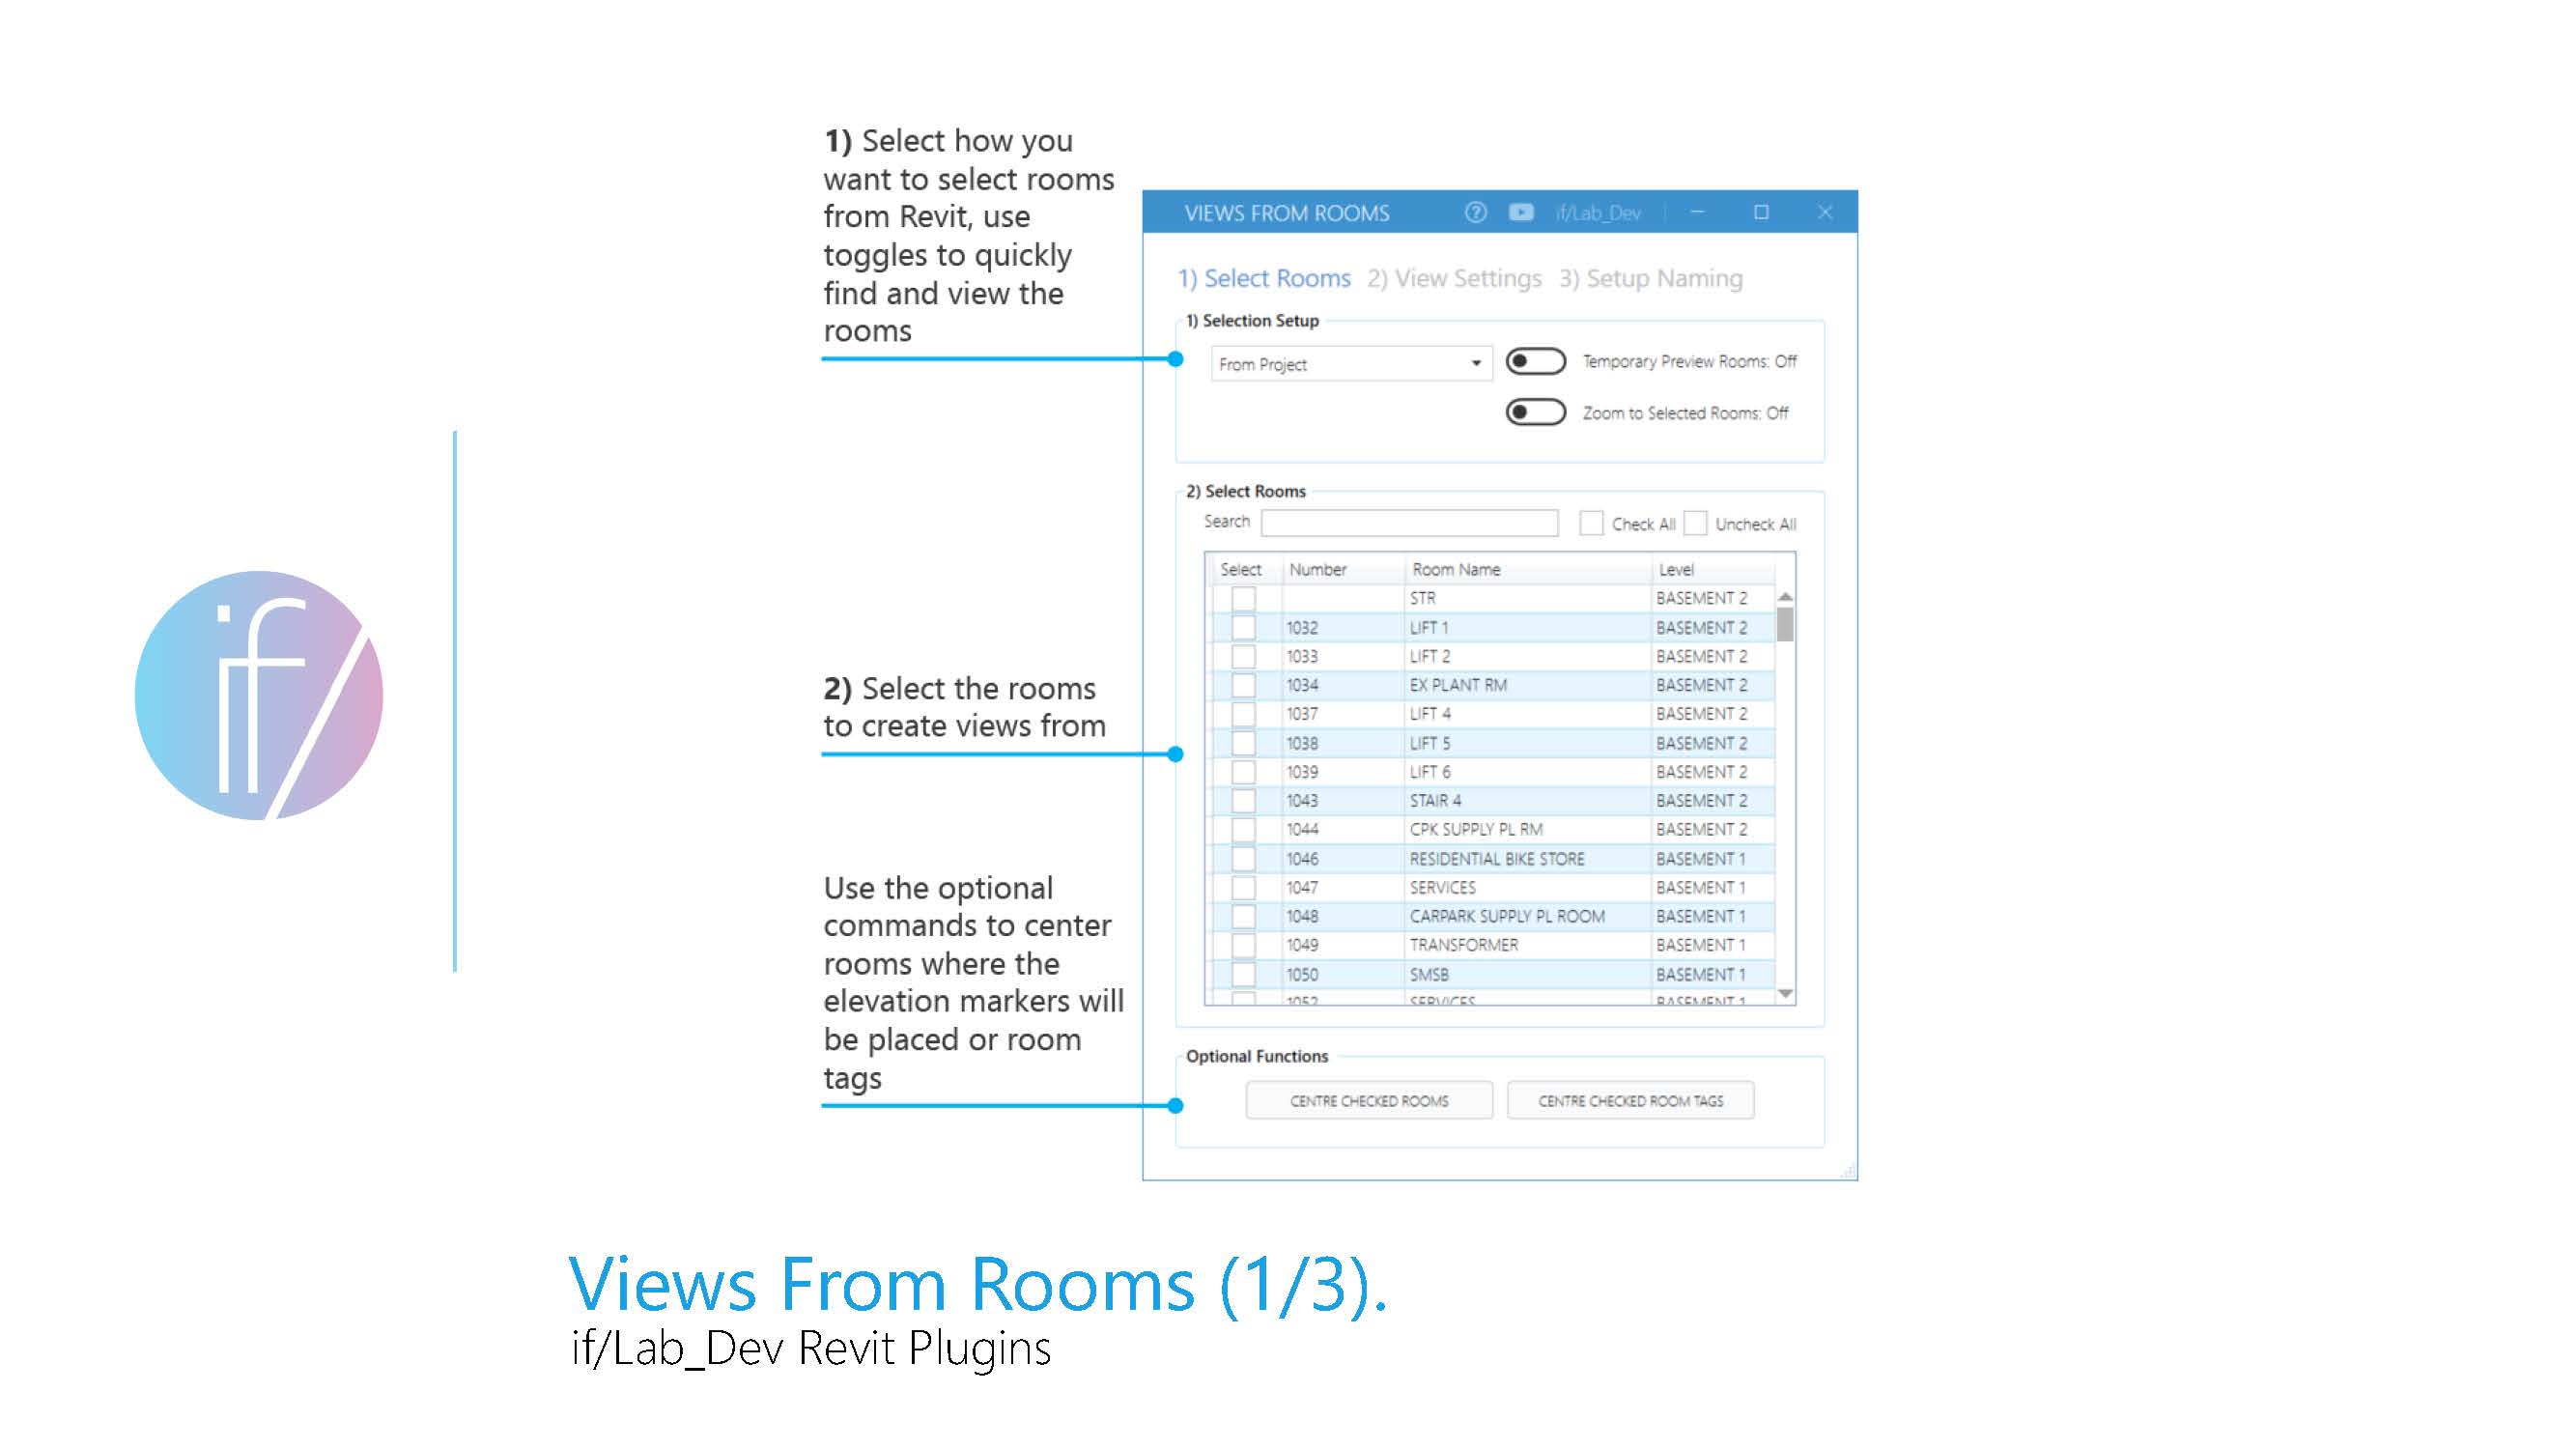 1) Select how you
want to select rooms
from Revit, use
toggles to quickly
find and view the
rooms
VIEWS FROM ROOMS if/Lab_Dev
1) Select Rooms 2) View Settings 3) Setup Naming
1) Selection Setup
From Project Temporary Preview Rooms: Off
Zoom to Selected Rooms: Off
2) Select Rooms
Search Check All Uncheck All
Select Number Room Name Level
STR BASEMENT 2
1032 LIFT 1 BASEMENT 2
1033 LIFT 2 BASEMENT 2
1034 EX PLANT RM BASEMENT 2
1037 LIFT 4 BASEMENT 2
1038 LIFT 5 BASEMENT 2
1039 LIFT 6 BASEMENT 2
1043 STAIR 4 BASEMENT 2
1044 CPK SUPPLY PL RM BASEMENT 2
1046 RESIDENTIAL BIKE STORE BASEMENT 1
1047 SERVICES BASEMENT 1
1048 CARPARK SUPPLY PL ROOM BASEMENT 1
1049 TRANSFORMER BASEMENT 1
1050 SMSB BASEMENT 1
1052 SERVICES BASEMENT 1
2) Select the rooms
to create views from
Use the optional
commands to center
rooms where the
elevation markers will
be placed or room
tags
Optional Functions
CENTRE CHECKED ROOMS CENTRE CHECKED ROOM TAGS
if/
Views From Rooms (1/3).
if/Lab_Dev Revit Plugins